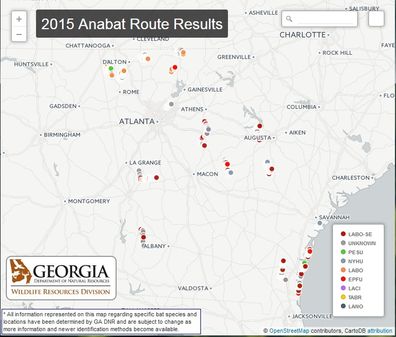 2015 Anabat Route Results
+
-
SALISBURY
ASHEVILLE
CHARLOTTE
CLEVELAND
CHATTANOOGA
ROCK HILL
GREENVILLE
HUNTSVILLE
DALTON
ROME
GAINESVILLE
GADSDEN
ATHENS
COLUMBIA
ATLANTA
BIRMINGHAM
AUGUSTA
AIKEN
LA GRANGE
MACON
CHARLESTON
MONTGOMERY
SAVANNAH
ALBANY
VALDOSTA
JACKSONVILLE
LABO-SE
UNKNOWN
PESU
NYHU
LABO
EPFU
LACI
TABR
LANO
GEORGIA
DEPARTMENT OF NATURAL RESOURCES
WILDLIFE RESOURCES DIVISION
* All information represented on this map regarding specific bat species and
locations have been determined by GA DNR and are subject to change as
more information and newer identification methods become available.
© OpenStreetMap contributors, CartoDB attribution